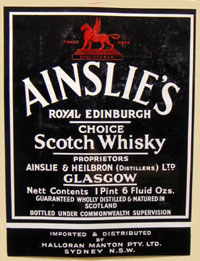 TRADE MARK
AINSLIE'S
ROYAL EDINBURGH
CHOICE
Scotch Whisky
PROPRIETORS
AINSLIE & HEILBRON (DISTILLERS) LTD
GLASGOW
Nett Contents 1 Pint 6 Fluid Ozs.
GUARANTEED WHOLLY DISTILLED & MATURED IN
SCOTLAND
BOTTLED UNDER COMMONWEALTH SUPERVISION
IMPORTED & DISTRIBUTED
BY
HALLORAN MANTON PTY. LTD.
SYDNEY N.S.W.